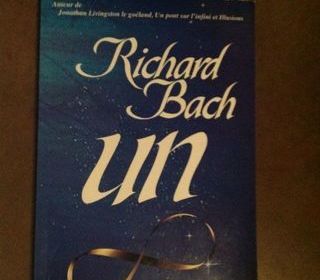 Auteur de
Jonathan Livingston le goéland, Un pont sur l'infini et Illusions
Richard
Bach
un